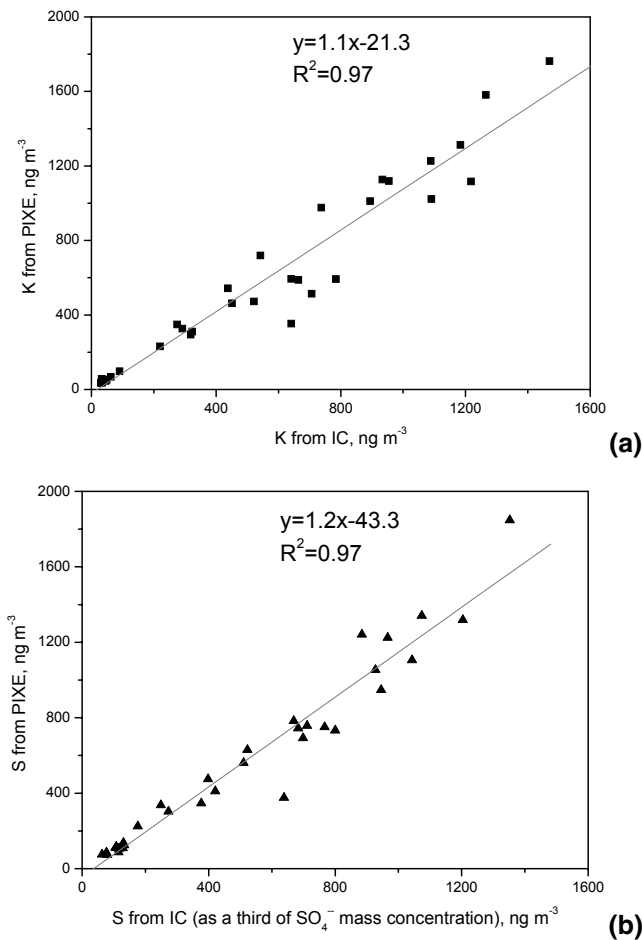 2000
y=1.1x-21.3
R²=0.97
1600
1200
800
400
0
K from PIXE, ng m⁻³
0 400 800 1200 1600
K from IC, ng m⁻³
(a)
2000
y=1.2x-43.3
R²=0.97
1600
1200
800
400
0
S from PIXE, ng m⁻³
0 400 800 1200 1600
S from IC (as a third of SO₄⁻⁻ mass concentration), ng m⁻³
(b)